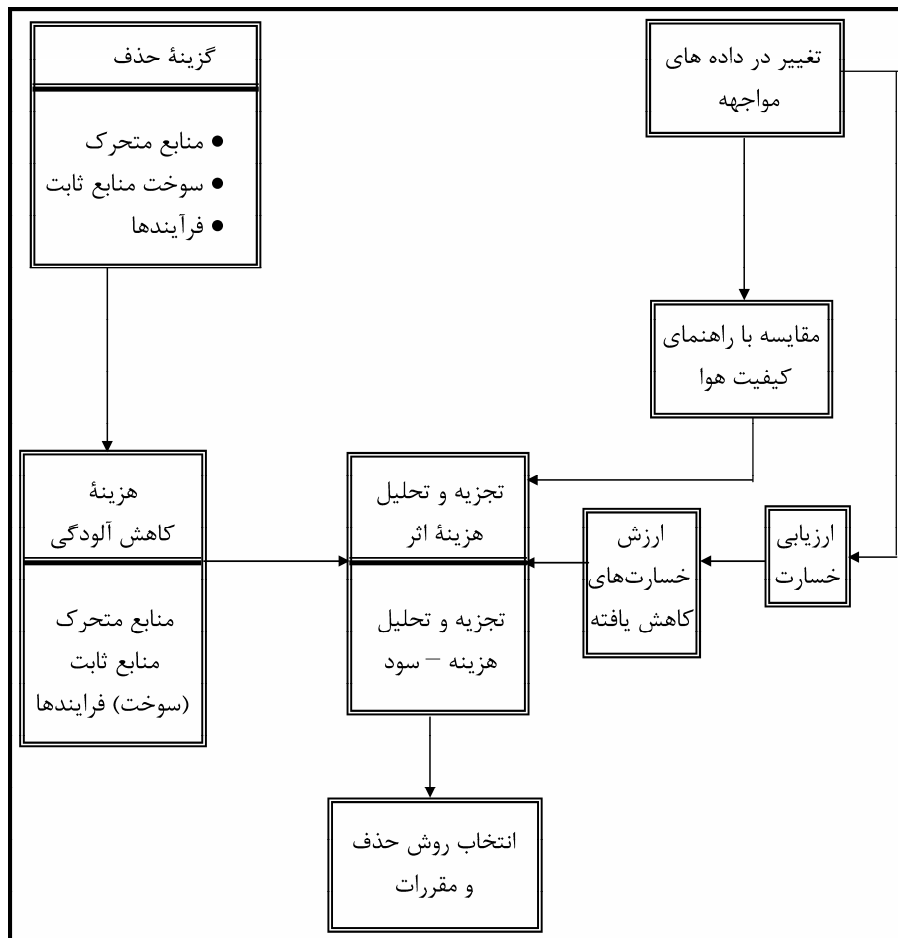 گزینهٔ حذف
● منابع متحرک
● سوخت منابع ثابت
● فرآیندها
تغییر در داده های
مواجهه
مقایسه با راهنمای
کیفیت هوا
هزینهٔ
کاهش آلودگی
منابع متحرک
منابع ثابت
(سوخت) فرایندها
تجزیه و تحلیل
هزینهٔ اثر
تجزیه و تحلیل
هزینه – سود
ارزش
خسارت‌های
کاهش یافته
ارزیابی
خسارت
انتخاب روش حذف
و مقررات